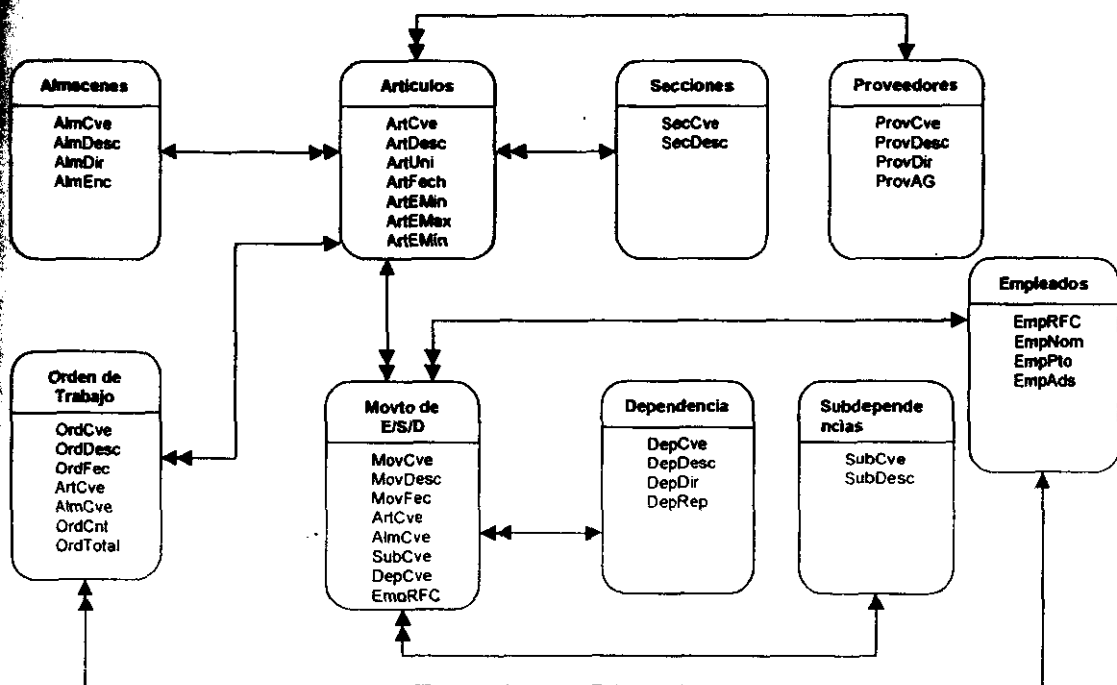 Almacenes
AlmCve
AlmDesc
AlmDir
AlmEnc
Artículos
ArtCve
ArtDesc
ArtUni
ArtFech
ArtEMin
ArtEMax
ArtEMín
Secciones
SecCve
SecDesc
Proveedores
ProvCve
ProvDesc
ProvDir
ProvAG
Empleados
EmpRFC
EmpNom
EmpPto
EmpAds
Orden de
Trabajo
OrdCve
OrdDesc
OrdFec
ArtCve
AlmCve
OrdCnt
OrdTotal
Movto de
E/S/D
MovCve
MovDesc
MovFec
ArtCve
AlmCve
SubCve
DepCve
EmpRFC
Dependencia
DepCve
DepDesc
DepDir
DepRep
Subdepende
ncias
SubCve
SubDesc